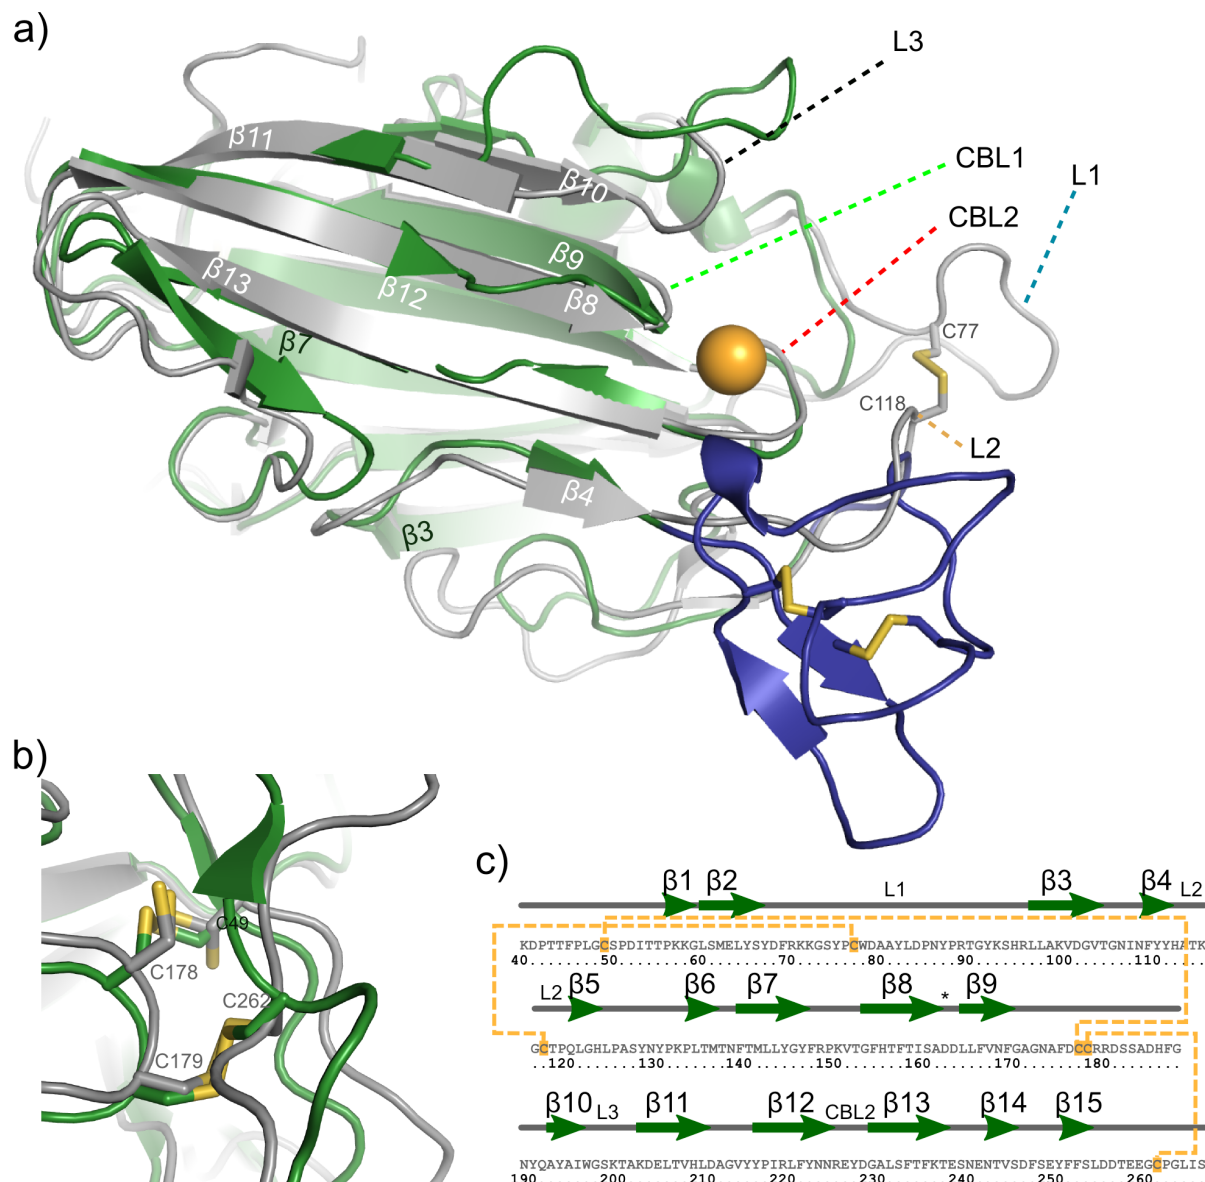 a)
L3
β11
CBL1
L1
β10
CBL2
β9
β13
β12
β8
C77
β7
C118
L2
β4
β3
b)
c)
β1 β2 L1 β3 β4 L2
C49
KDPTTFPLGCSPDITTPKKGLSMELYSYDFRKKGSYPCWDAAYLDPNYPRTGYKSHRLLAKVDGVTGNINFYYHATK
40........50........60........70........80........90........100.......110.....
C178
L2 β5 β6 β7 β8 * β9
C262
GCTPQLGHLPASYNYPKPLTMTNFTMLLYGYFRPKVTGFHTFTISADDLLFVNFGAGNAFDCCRRDSSADHFG
..120.......130.......140.......150.......160.......170.......180........
C179
β10 L3 β11 β12 CBL2 β13 β14 β15
NYQAYAIWGSKTAKDELTVHLDAGVYYPIRLFYNNREYDGALSFTFKTESNENTVSDFSEYFFSLDDTEEGCPGLIS
190.......200.......210.......220.......230.......240.......250.......260......